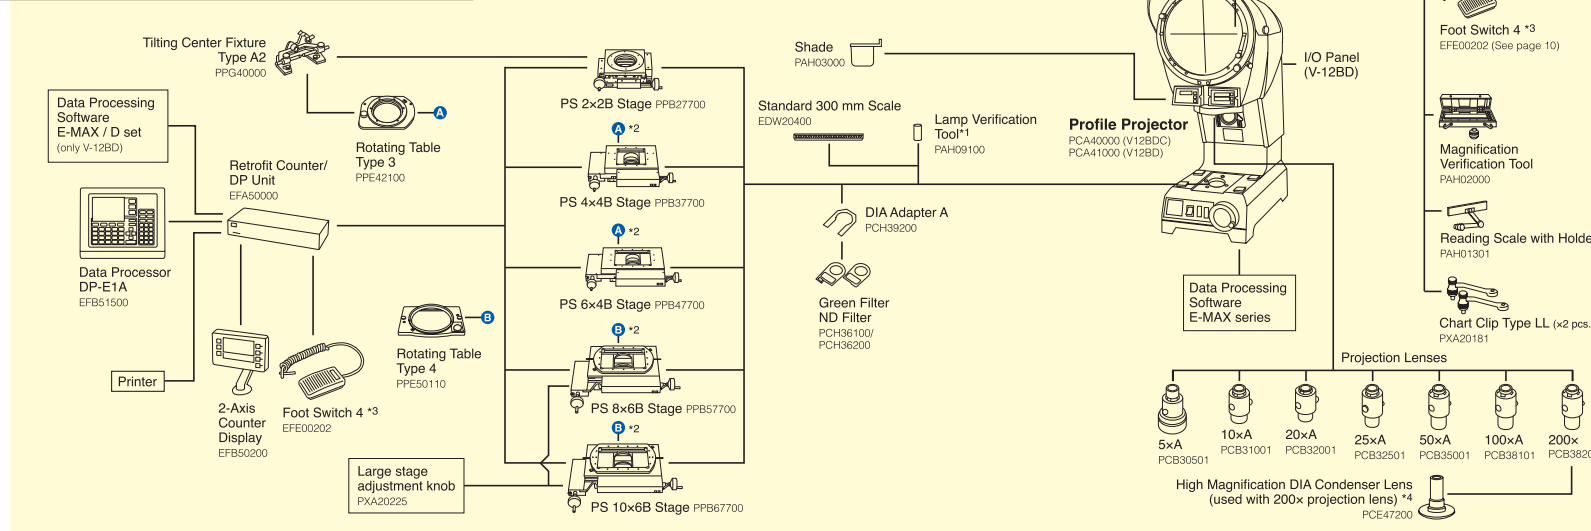 Tilting Center Fixture
Type A2
PPG40000
Data Processing
Software
E-MAX / D set
(only V-12BD)
A
Rotating Table
Type 3
PPE42100
Retrofit Counter/
DP Unit
EFA50000
Data Processor
DP-E1A
EFB51500
Printer
2-Axis
Counter
Display
EFB50200
Foot Switch 4 *3
EFE00202
B
Rotating Table
Type 4
PPE50110
Large stage
adjustment knob
PXA20225
PS 2×2B Stage PPB27700
A *2
PS 4×4B Stage PPB37700
A *2
PS 6×4B Stage PPB47700
B *2
PS 8×6B Stage PPB57700
B *2
PS 10×6B Stage PPB67700
Shade
PAH03000
Standard 300 mm Scale
EDW20400
Lamp Verification
Tool*1
PAH09100
DIA Adapter A
PCH39200
Green Filter
ND Filter
PCH36100/
PCH36200
Profile Projector
PCA40000 (V12BDC)
PCA41000 (V12BD)
I/O Panel
(V-12BD)
Data Processing
Software
E-MAX series
Foot Switch 4 *3
EFE00202 (See page 10)
Magnification
Verification Tool
PAH02000
Reading Scale with Holde
PAH01301
Chart Clip Type LL (×2 pcs.
PXA20181
Projection Lenses
5×A
PCB30501
10×A
PCB31001
20×A
PCB32001
25×A
PCB32501
50×A
PCB35001
100×A
PCB38101
200×
PCB3820
High Magnification DIA Condenser Lens
(used with 200× projection lens) *4
PCE47200